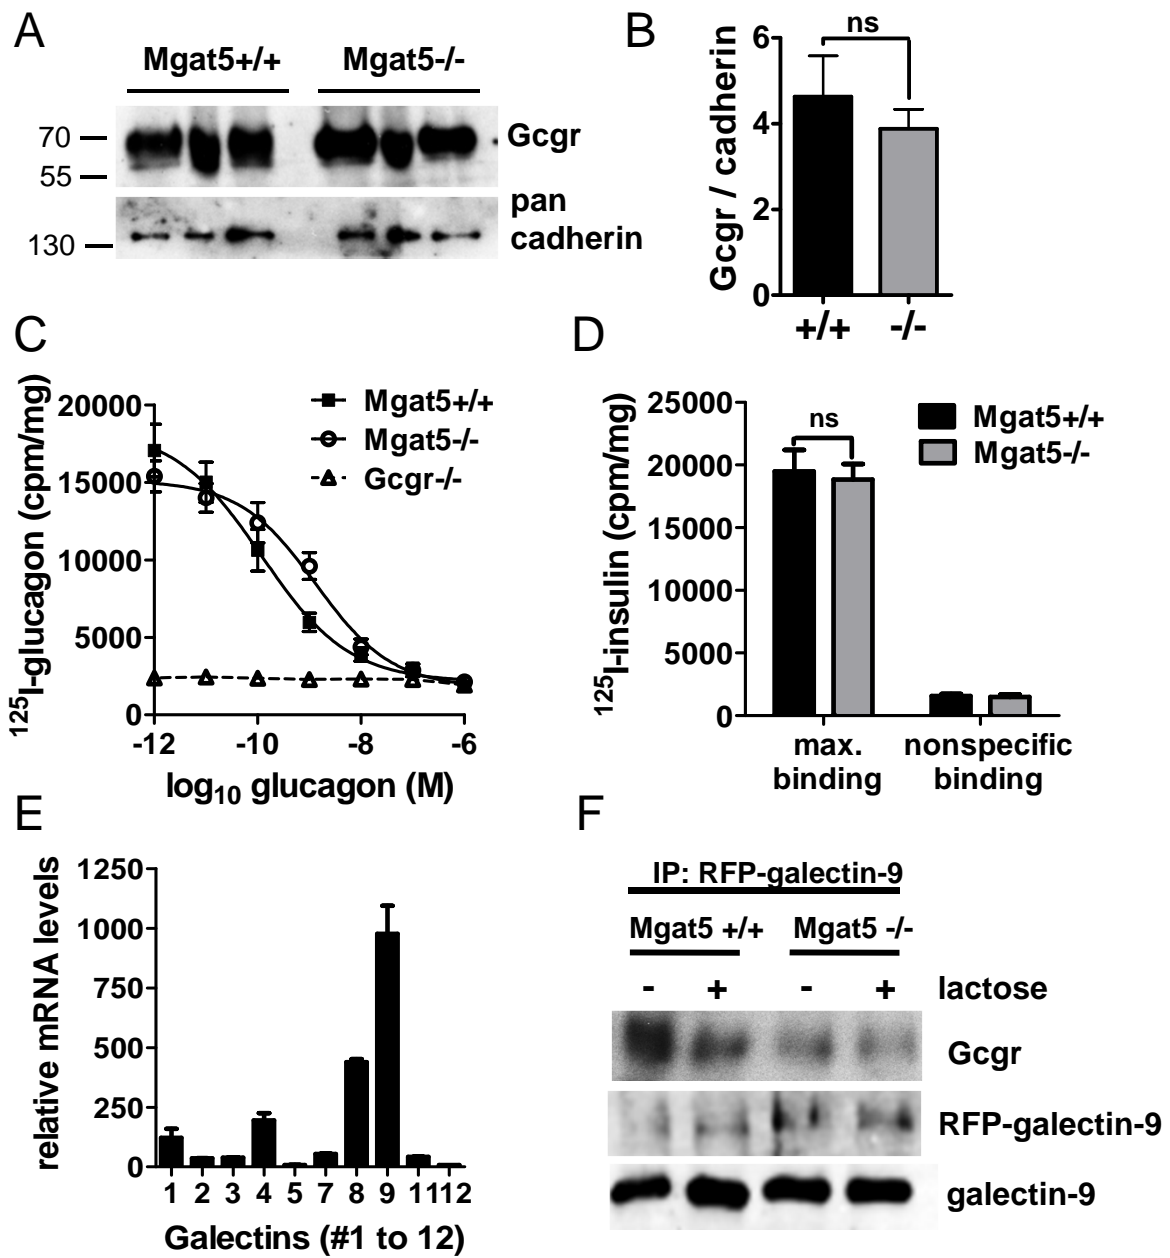 A
Mgat5+/+ Mgat5-/-
70
55
Gcgr
130
pan
cadherin
B
ns
Gcgr / cadherin
6
4
2
0
+/+ -/-
C
125I-glucagon (cpm/mg)
20000
15000
10000
5000
0
Mgat5+/+
Mgat5-/-
Gcgr-/-
-12 -10 -8 -6
log10 glucagon (M)
D
125I-insulin (cpm/mg)
25000
20000
15000
10000
5000
0
ns
Mgat5+/+
Mgat5-/-
max. nonspecific
binding binding
E
relative mRNA levels
1250
1000
750
500
250
0
1 2 3 4 5 7 8 9 11 12
Galectins (#1 to 12)
F
IP: RFP-galectin-9
Mgat5 +/+ Mgat5 -/-
- + - + lactose
Gcgr
RFP-galectin-9
galectin-9